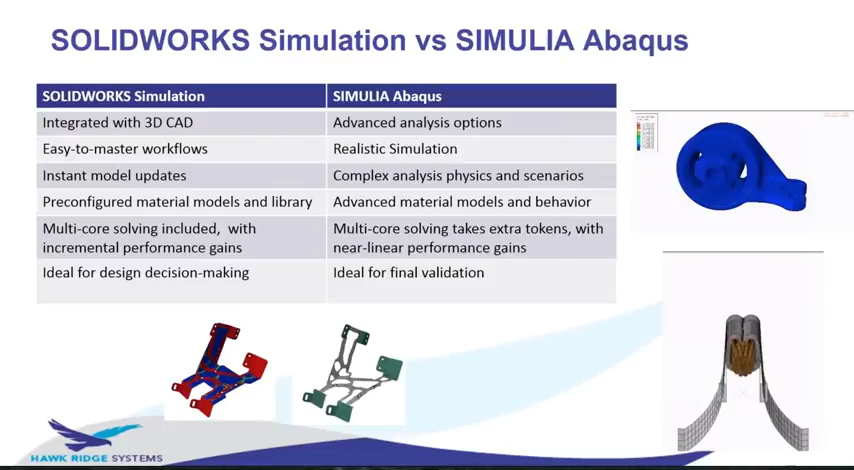 SOLIDWORKS Simulation vs SIMULIA Abaqus
SOLIDWORKS Simulation
SIMULIA Abaqus
Integrated with 3D CAD
Advanced analysis options
Easy-to-master workflows
Realistic Simulation
Instant model updates
Complex analysis physics and scenarios
Preconfigured material models and library
Advanced material models and behavior
Multi-core solving included, with
incremental performance gains
Multi-core solving takes extra tokens, with
near-linear performance gains
Ideal for design decision-making
Ideal for final validation
HAWK RIDGE SYSTEMS